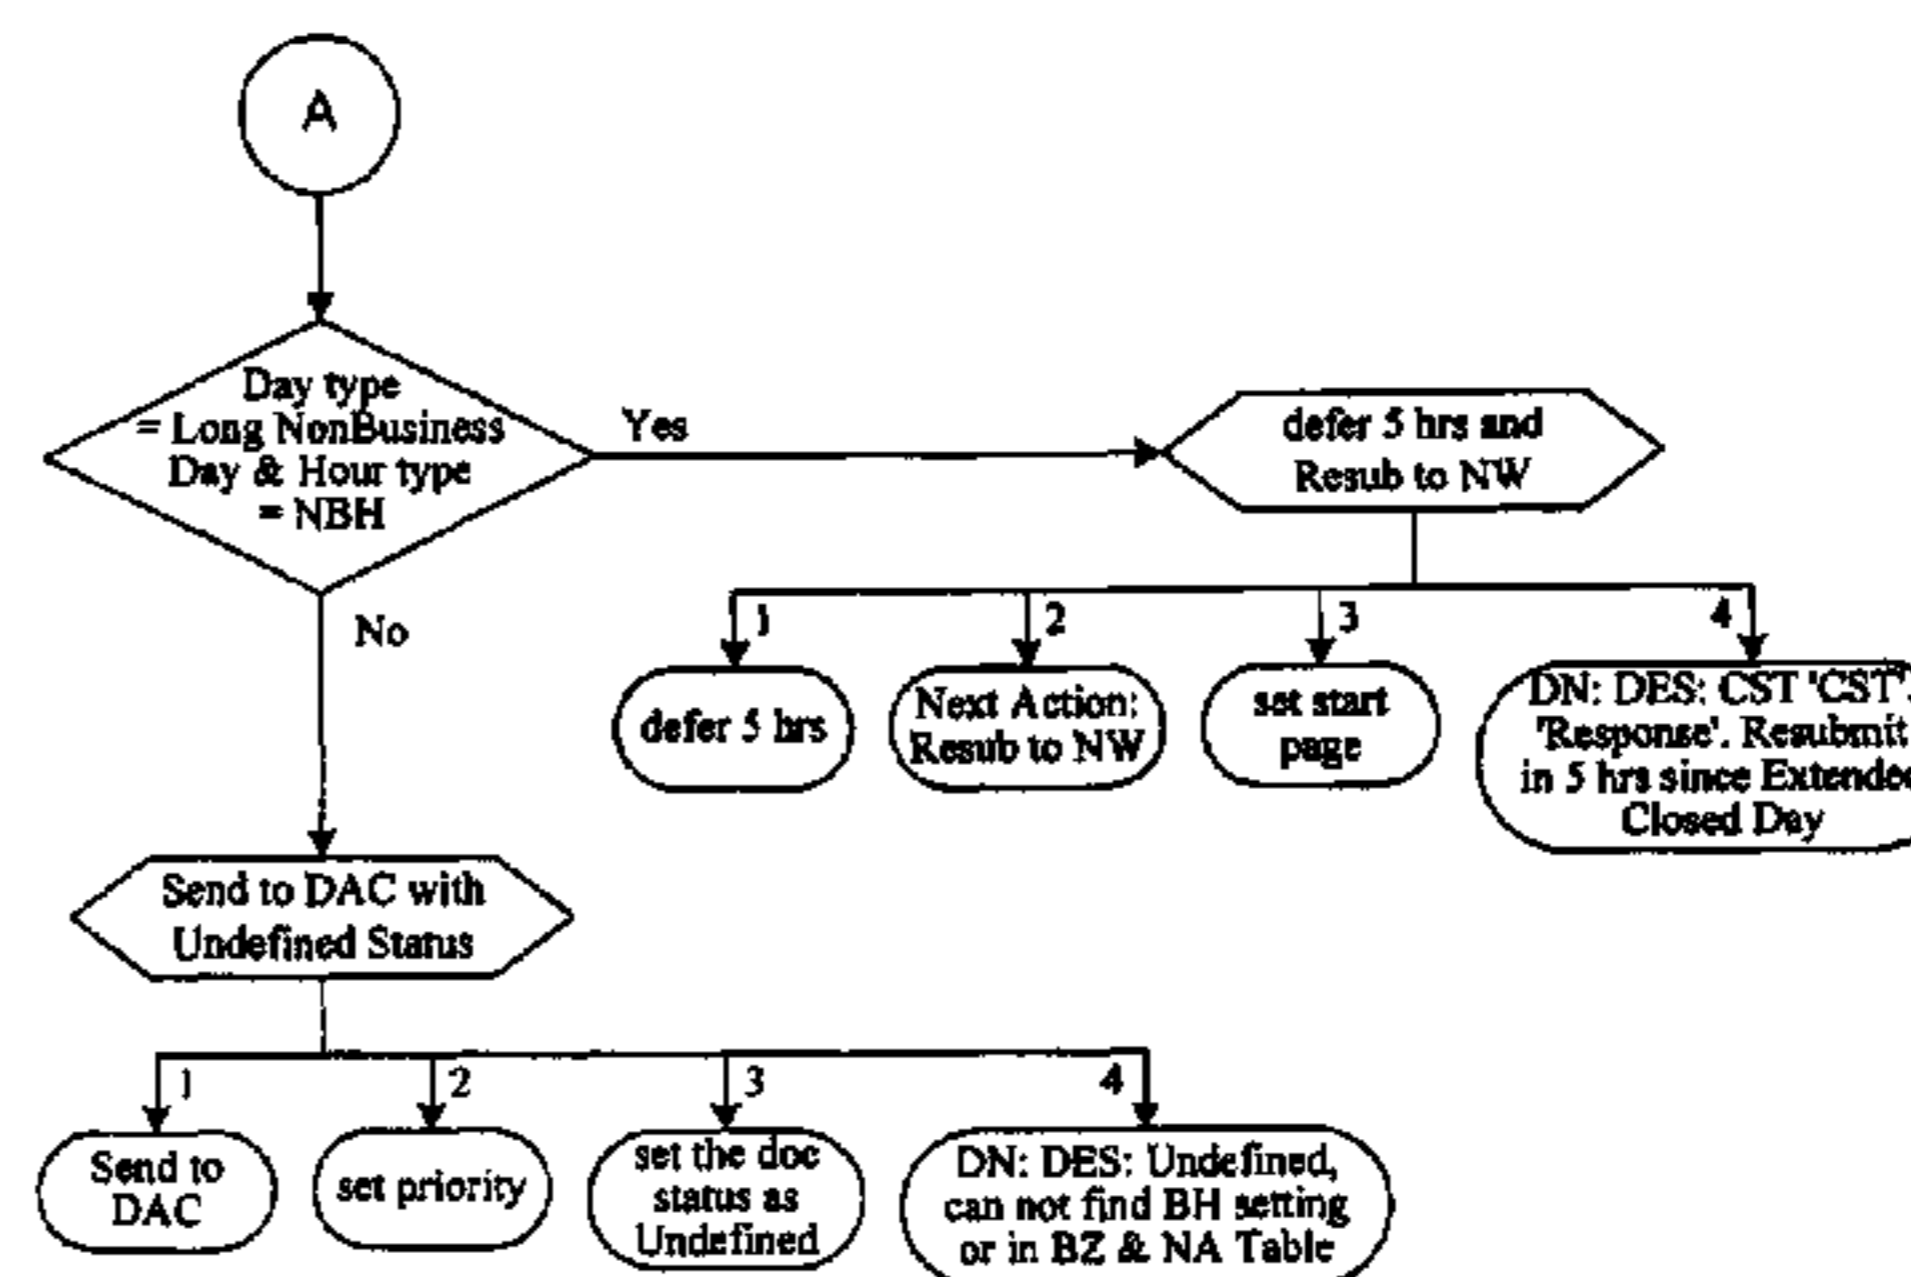 A
Day type
= Long NonBusiness
Day & Hour type
= NBH
Yes
defer 5 hrs and
Resub to NW
No
1
2
3
4
defer 5 hrs
Next Action:
Resub to NW
set start
page
DN: DES: CST 'CST'.
'Response'. Resubmit
in 5 hrs since Extended
Closed Day
Send to DAC with
Undefined Status
1
2
3
4
Send to
DAC
set priority
set the doc
status as
Undefined
DN: DES: Undefined,
can not find BH setting
or in BZ & NA Table